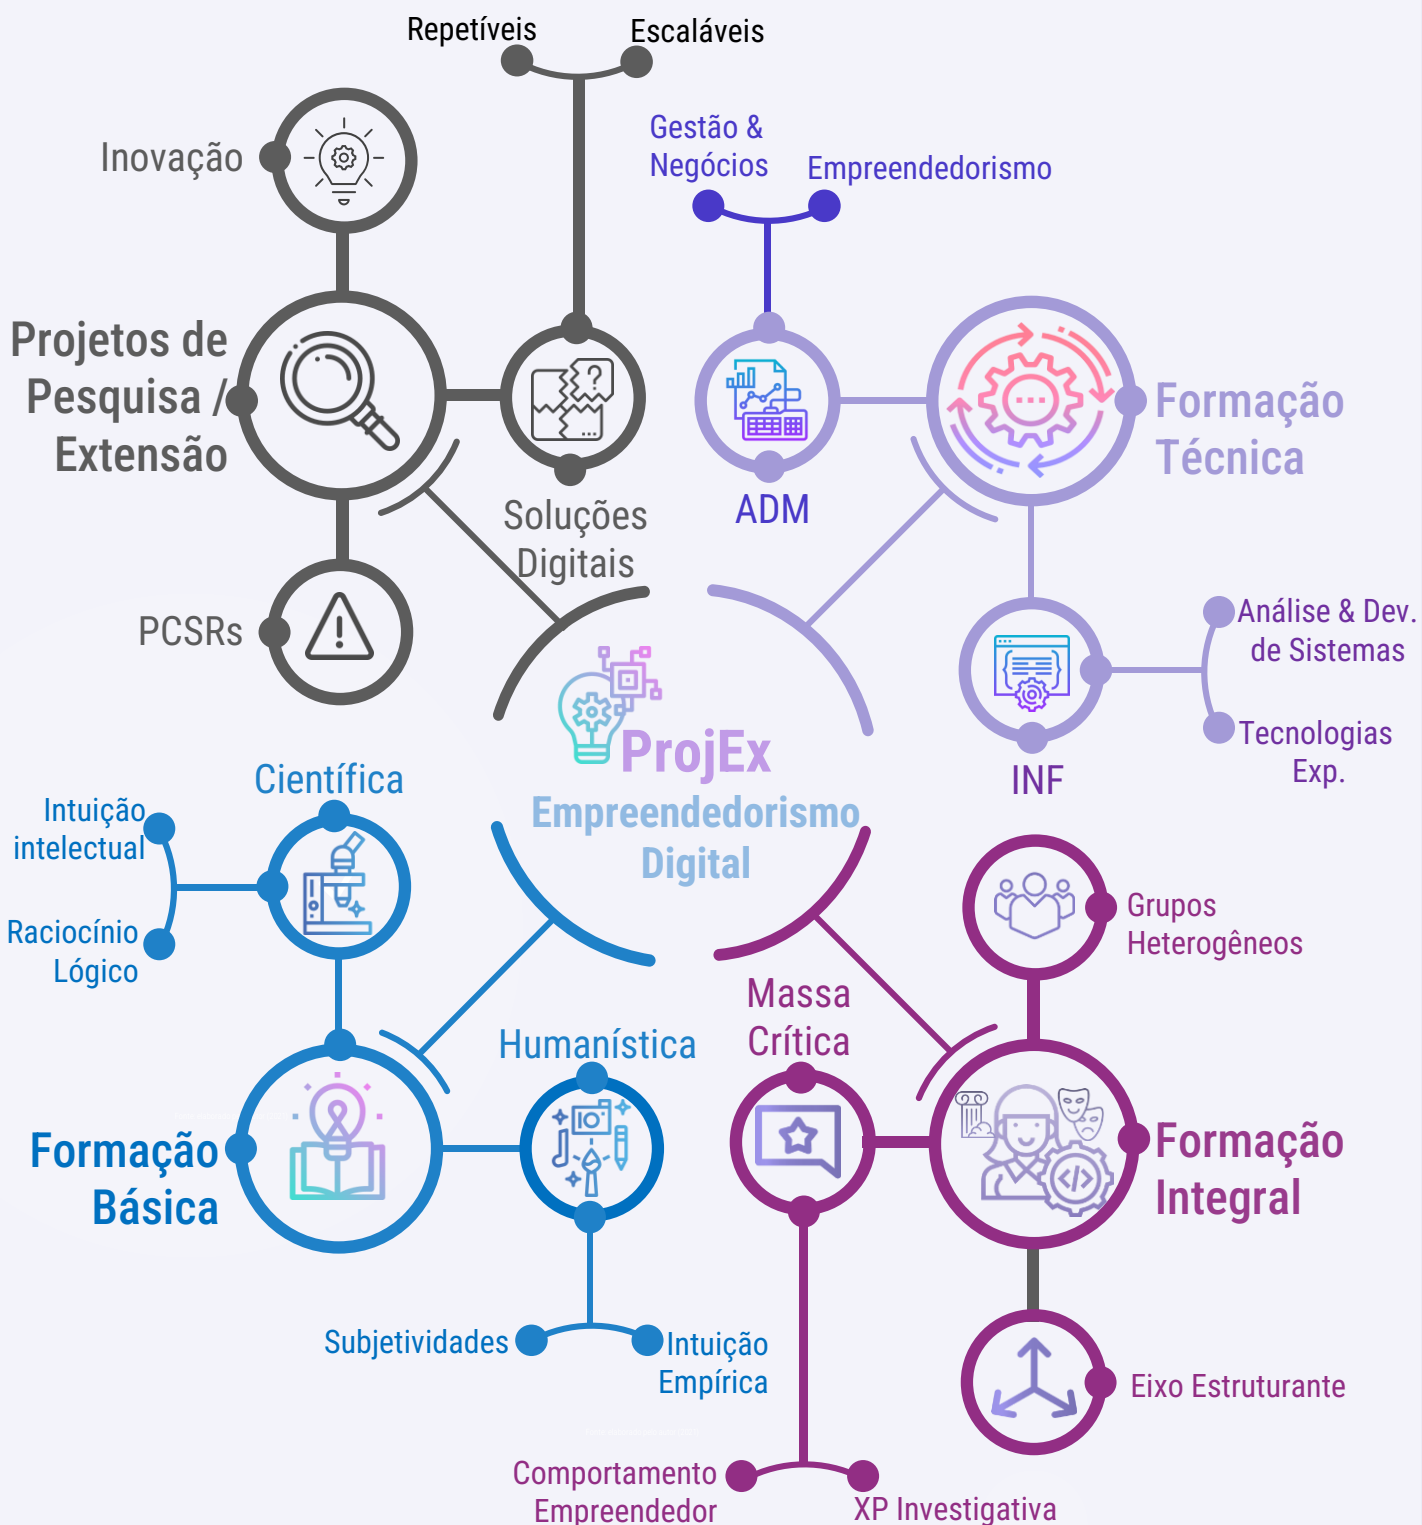 Repetíveis
Escaláveis
Inovação
Projetos de
Pesquisa /
Extensão
?
...
Soluções
Digitais
PCSRs
!
Gestão &
Negócios
Empreendedorismo
ADM
...
Formação
Técnica
INF
Análise & Dev.
de Sistemas
Tecnologias
Exp.
ProjEx
Empreendedorismo
Digital
Científica
Intuição
intelectual
Raciocínio
Lógico
Formação
Básica
Humanística
Subjetividades
Intuição
Empírica
Massa
Crítica
Grupos
Heterogêneos
</>
Formação
Integral
Eixo Estruturante
Comportamento
Empreendedor
XP Investigativa